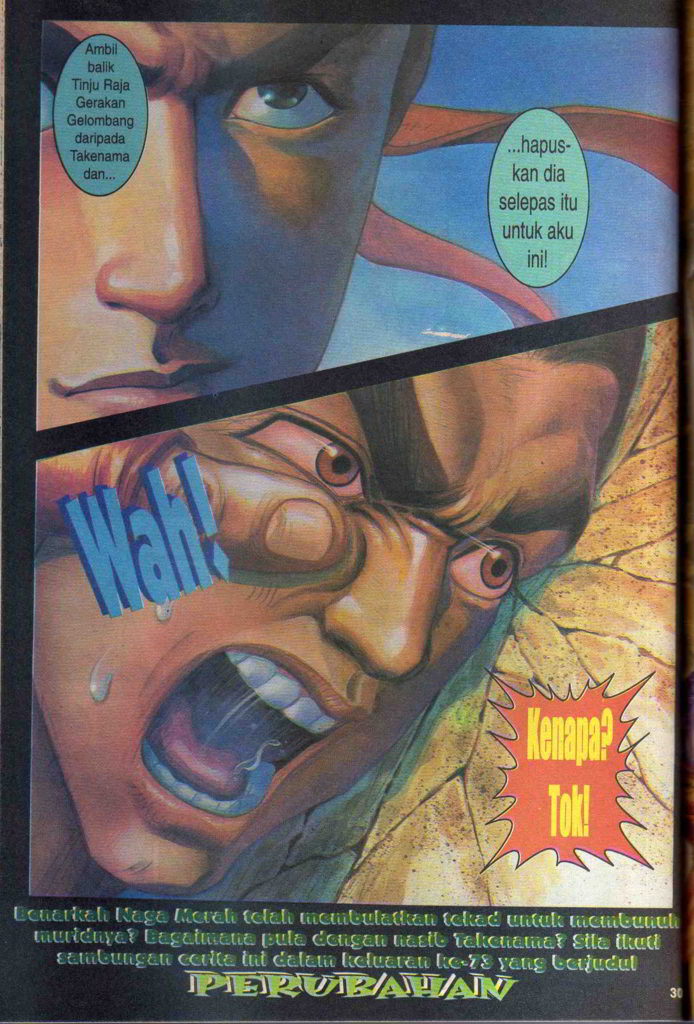 Ambil
balik
Tinju Raja
Gerakan
Gelombang
daripada
Takenama
dan...
...hapus-
kan dia
selepas itu
untuk aku
ini!
Wah!
Kenapa?
Tok!
Benarkah Naga Merah telah membulatkan tekad untuk membunuh
muridnya? Bagaimana pula dengan nasib Takenama? Sila ikuti
sambungan cerita ini dalam keluaran ke-73 yang berjudul
PERUBAHAN
30